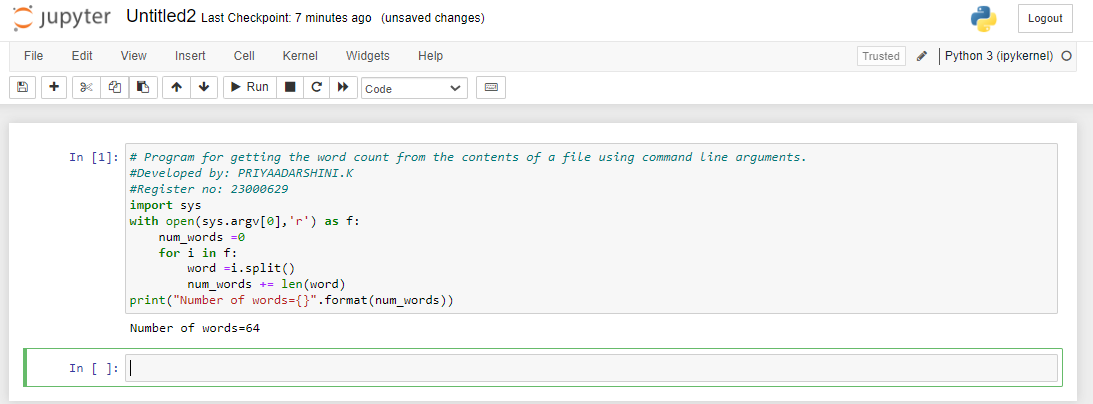 jupyter Untitled2 Last Checkpoint: 7 minutes ago (unsaved changes) Logout
File Edit View Insert Cell Kernel Widgets Help Trusted Python 3 (ipykernel)
Run Code
In [1]: # Program for getting the word count from the contents of a file using command line arguments.
#Developed by: PRIYAADARSHINI.K
#Register no: 23000629
import sys
with open(sys.argv[0],'r') as f:
    num_words =0
    for i in f:
        word =i.split()
        num_words += len(word)
print("Number of words={}".format(num_words))
Number of words=64
In [ ]: